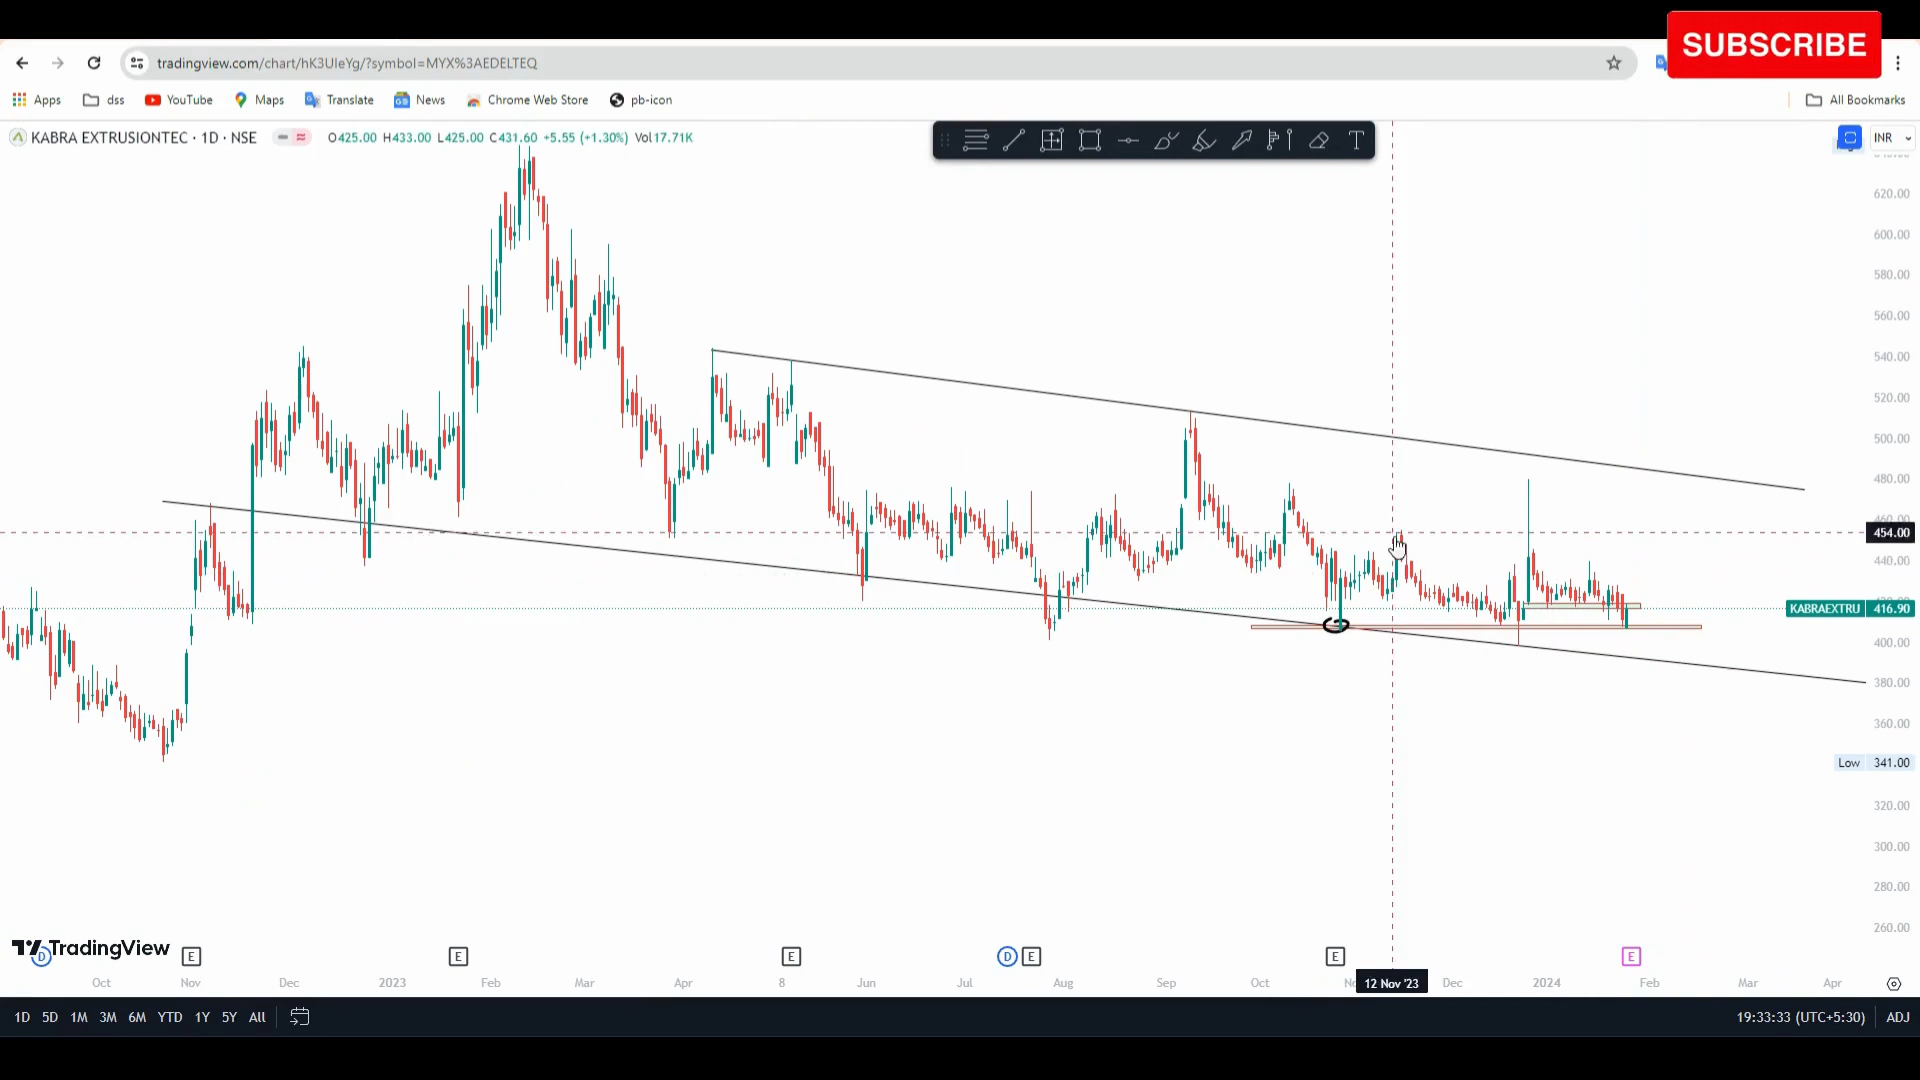 SUBSCRIBE
tradingview.com/chart/hK3UIeYg/?symbol=MYX%3AEDELTEQ
Apps dss YouTube Maps Translate News Chrome Web Store pb-icon All Bookmarks
KABRA EXTRUSIONTEC · 1D · NSE O425.00 H433.00 L425.00 C431.60 +5.55 (+1.30%) Vol17.71K INR
620.00
600.00
580.00
560.00
540.00
520.00
500.00
480.00
454.00
440.00
KABRAEXTRU 416.90
400.00
380.00
360.00
Low 341.00
320.00
300.00
280.00
260.00
TradingView
D E E E D E E E
Oct Nov Dec 2023 Feb Mar Apr 8 Jun Jul Aug Sep Oct 12 Nov '23 Dec 2024 Feb Mar Apr
1D 5D 1M 3M 6M YTD 1Y 5Y All 19:33:33 (UTC+5:30) ADJ